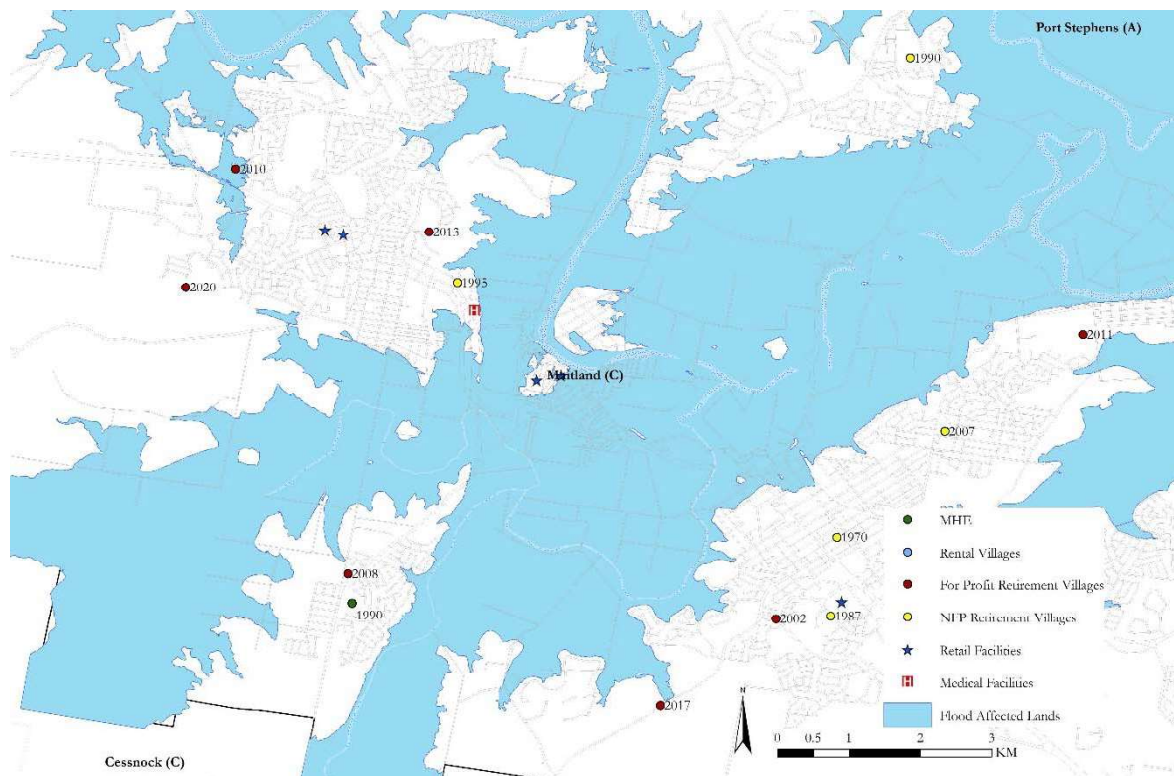 Port Stephens (A)
1990
2010
2013
2020
1995
2011
Maitland (C)
2007
MHE
1970
Rental Villages
2008
For Profit Retirement Villages
1990
2002
1987
NFP Retirement Villages
Retail Facilities
H
Medical Facilities
2017
N
Flood Affected Lands
0 0.5 1 2 3
KM
Cessnock (C)